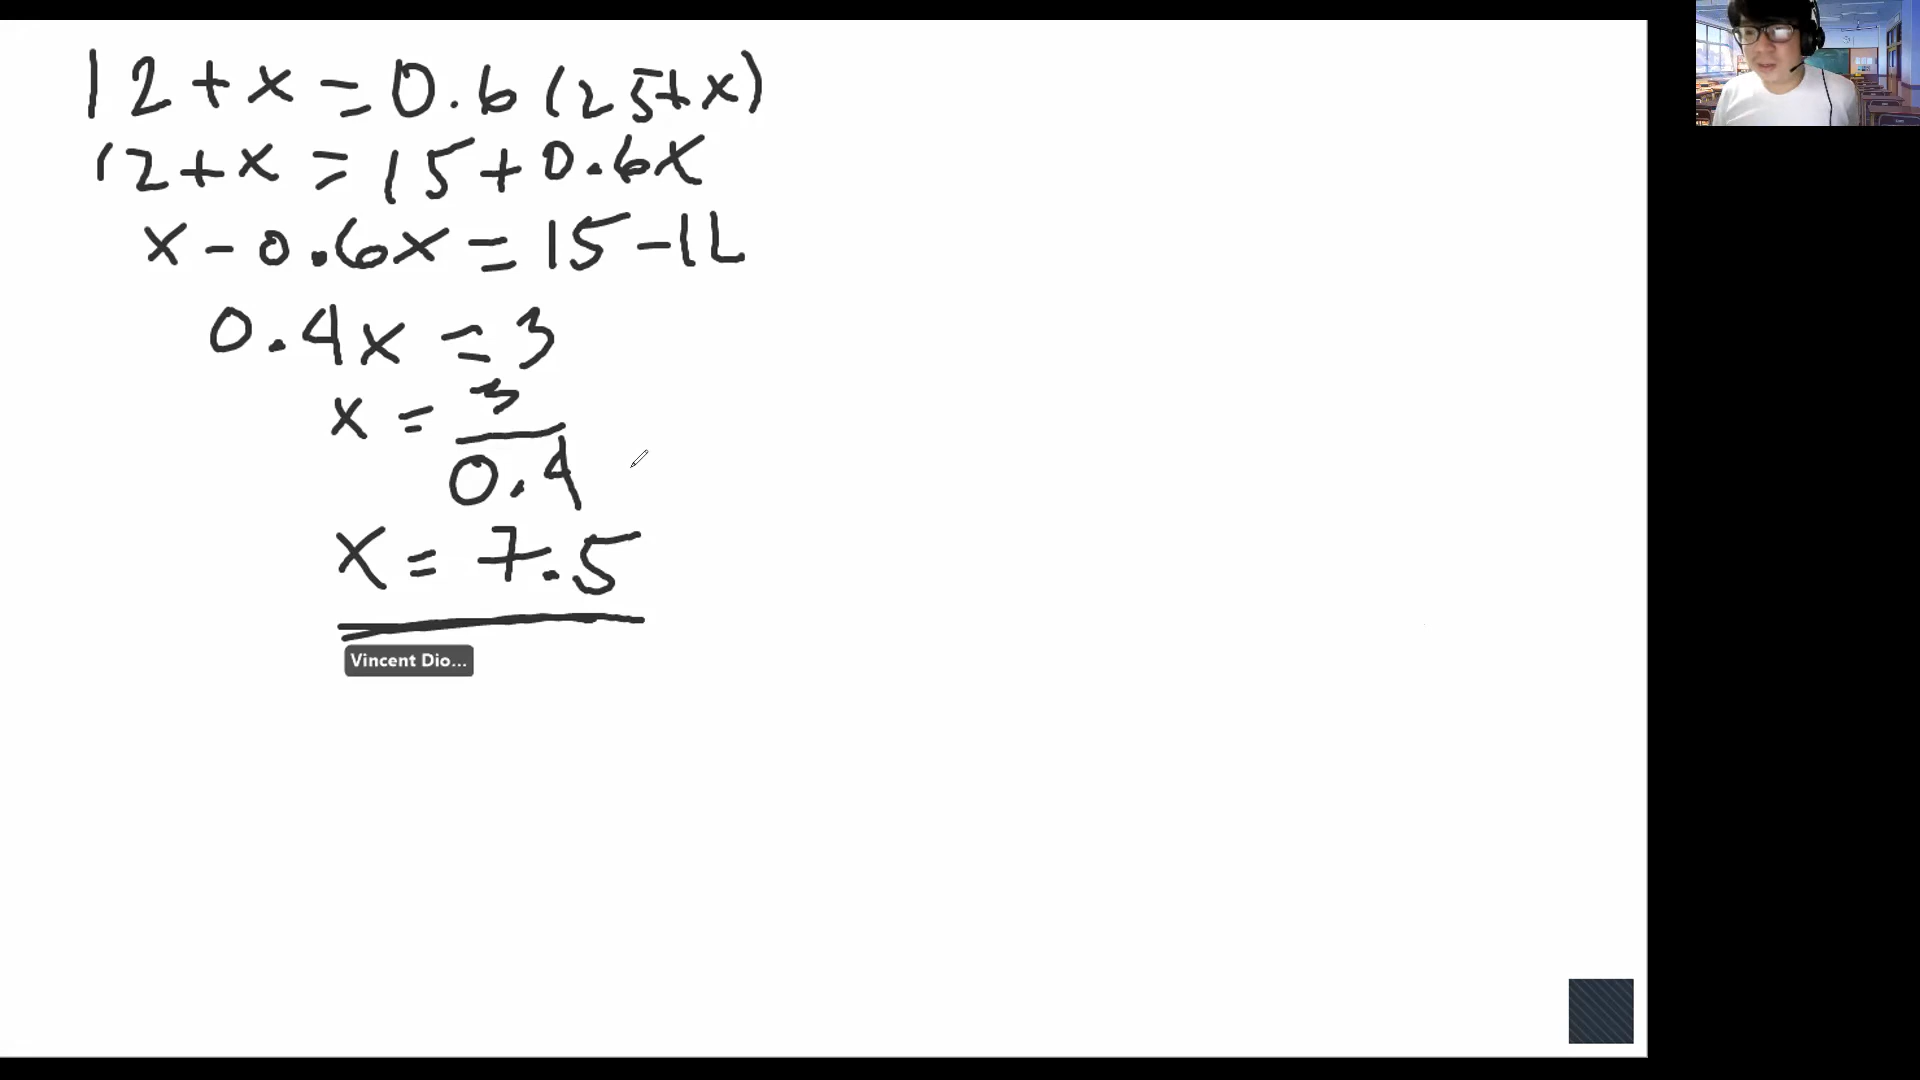 12 + x = 0.6 (25 + x)
12 + x = 15 + 0.6x
x - 0.6x = 15 - 12
0.4x = 3
x = 3/0.4
x = 7.5
Vincent Dio...